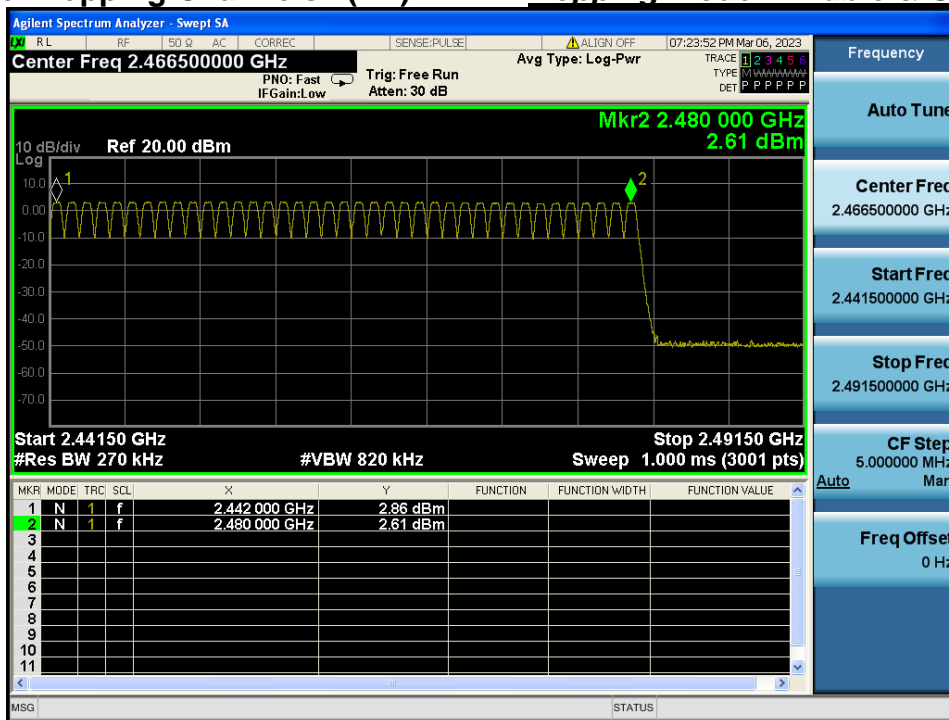 Agilent Spectrum Analyzer - Swept SA
LXI RL RF 50 Ω AC CORREC SENSE:PULSE ALIGN OFF 07:23:52 PM Mar 06, 2023
Center Freq 2.466500000 GHz
PNO: Fast
IFGain:Low
Trig: Free Run
Atten: 30 dB
Avg Type: Log-Pwr
TRACE 1 2 3 4 5 6
TYPE M WWWWW
DET P P P P P P
Mkr2 2.480 000 GHz
2.61 dBm
10 dB/div Ref 20.00 dBm
Log
10.0
0.00
-10.0
-20.0
-30.0
-40.0
-50.0
-60.0
-70.0
1
2
Start 2.44150 GHz Stop 2.49150 GHz
#Res BW 270 kHz #VBW 820 kHz Sweep 1.000 ms (3001 pts)
MKR MODE TRC SCL X Y FUNCTION FUNCTION WIDTH FUNCTION VALUE
1 N 1 f 2.442 000 GHz 2.86 dBm
2 N 1 f 2.480 000 GHz 2.61 dBm
3
4
5
6
7
8
9
10
11
MSG STATUS
Frequency
Auto Tune
Center Freq
2.466500000 GHz
Start Freq
2.441500000 GHz
Stop Freq
2.491500000 GHz
CF Step
5.000000 MHz
Auto Man
Freq Offset
0 Hz